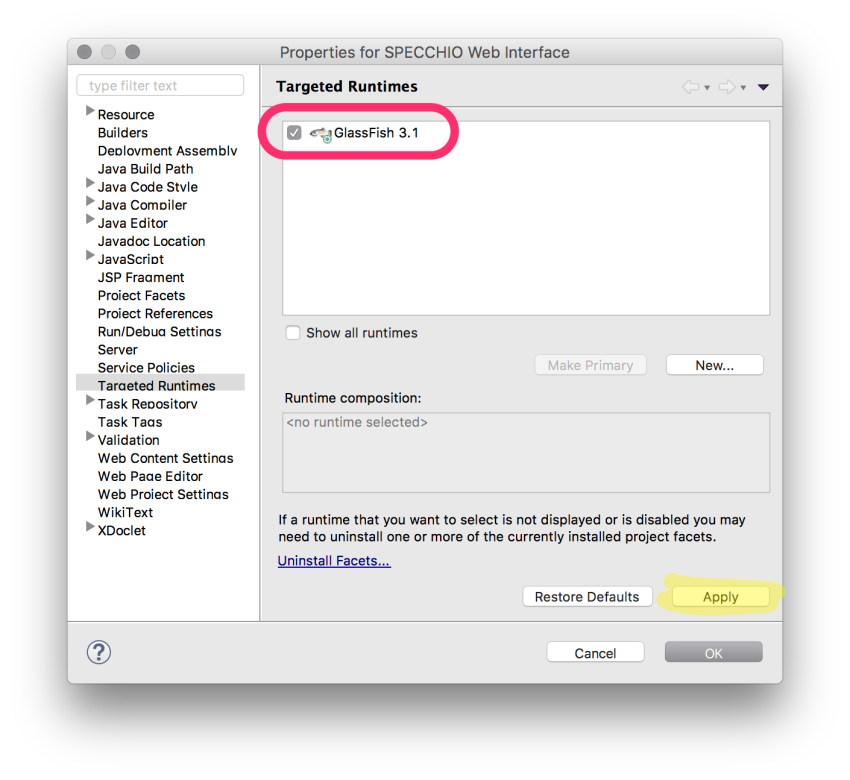 Properties for SPECCHIO Web Interface
type filter text
Resource
Builders
Deployment Assembly
Java Build Path
Java Code Style
Java Compiler
Java Editor
Javadoc Location
JavaScript
JSP Fragment
Project Facets
Project References
Run/Debug Settings
Server
Service Policies
Targeted Runtimes
Task Repository
Task Tags
Validation
Web Content Settings
Web Page Editor
Web Project Settings
WikiText
XDoclet
Targeted Runtimes
GlassFish 3.1
Show all runtimes
Make Primary
New...
Runtime composition:
<no runtime selected>
If a runtime that you want to select is not displayed or is disabled you may
need to uninstall one or more of the currently installed project facets.
Uninstall Facets...
Restore Defaults
Apply
?
Cancel
OK